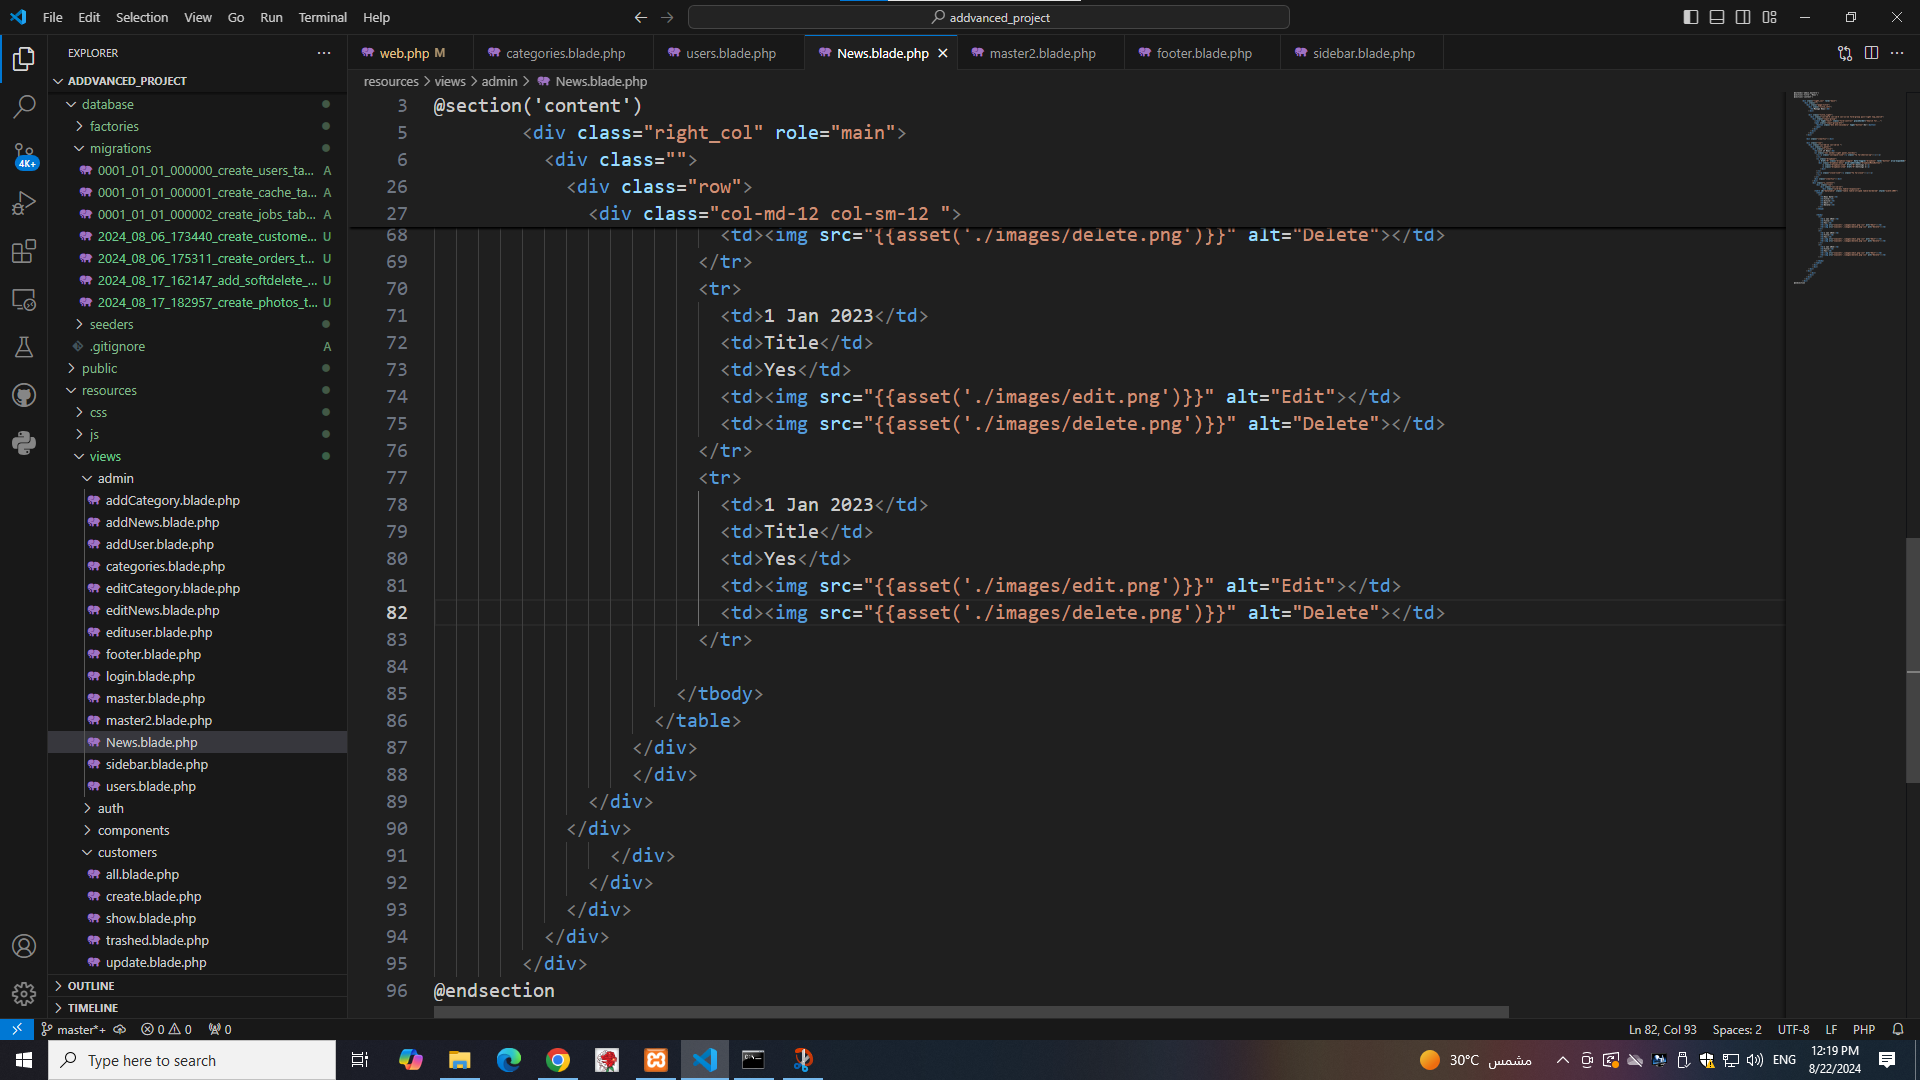 File Edit Selection View Go Run Terminal Help
addvanced_project
EXPLORER
ADDVANCED_PROJECT
database
factories
migrations
0001_01_01_000000_create_users_ta... A
0001_01_01_000001_create_cache_ta... A
0001_01_01_000002_create_jobs_tab... A
2024_08_06_173440_create_custome... U
2024_08_06_175311_create_orders_t... U
2024_08_17_162147_add_softdelete_... U
2024_08_17_182957_create_photos_t... U
seeders
.gitignore A
public
resources
css
js
views
admin
addCategory.blade.php
addNews.blade.php
addUser.blade.php
categories.blade.php
editCategory.blade.php
editNews.blade.php
edituser.blade.php
footer.blade.php
login.blade.php
master.blade.php
master2.blade.php
News.blade.php
sidebar.blade.php
users.blade.php
auth
components
customers
all.blade.php
create.blade.php
show.blade.php
trashed.blade.php
update.blade.php
OUTLINE
TIMELINE
4K+
web.php M categories.blade.php users.blade.php News.blade.php master2.blade.php footer.blade.php sidebar.blade.php
resources > views > admin > News.blade.php
3 @section('content')
5 <div class="right_col" role="main">
6 <div class="">
26 <div class="row">
27 <div class="col-md-12 col-sm-12 ">
68 <td><img src="{{asset('./images/delete.png')}}" alt="Delete"></td>
69 </tr>
70 <tr>
71 <td>1 Jan 2023</td>
72 <td>Title</td>
73 <td>Yes</td>
74 <td><img src="{{asset('./images/edit.png')}}" alt="Edit"></td>
75 <td><img src="{{asset('./images/delete.png')}}" alt="Delete"></td>
76 </tr>
77 <tr>
78 <td>1 Jan 2023</td>
79 <td>Title</td>
80 <td>Yes</td>
81 <td><img src="{{asset('./images/edit.png')}}" alt="Edit"></td>
82 <td><img src="{{asset('./images/delete.png')}}" alt="Delete"></td>
83 </tr>
84
85 </tbody>
86 </table>
87 </div>
88 </div>
89 </div>
90 </div>
91 </div>
92 </div>
93 </div>
94 </div>
95 </div>
96 @endsection
master*+ 0 0 0 Ln 82, Col 93 Spaces: 2 UTF-8 LF PHP
Type here to search
30°C مشمس ENG
12:19 PM
8/22/2024